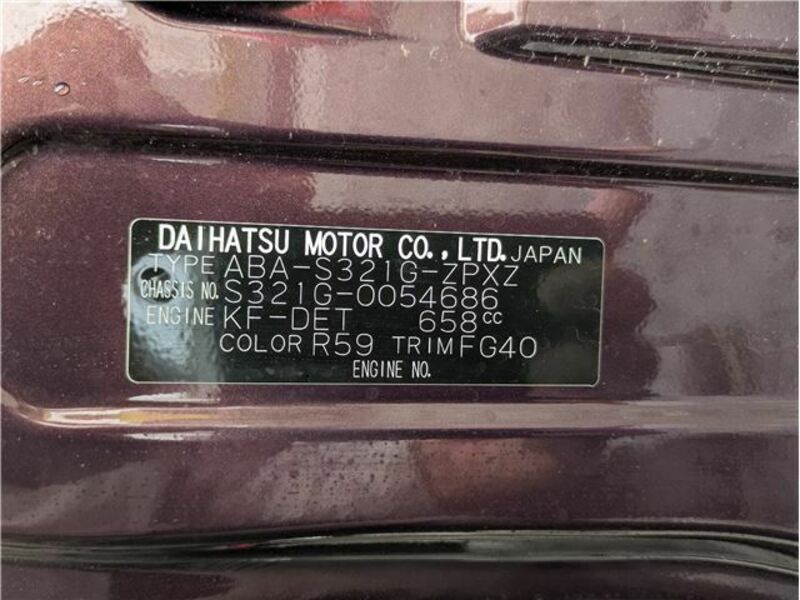 DAIHATSU MOTOR CO., LTD. JAPAN
TYPE ABA-S321G-ZPXZ
CHASSIS NO. S321G-0054686
ENGINE KF-DET 658cc
COLOR R59 TRIM FG40
ENGINE NO.